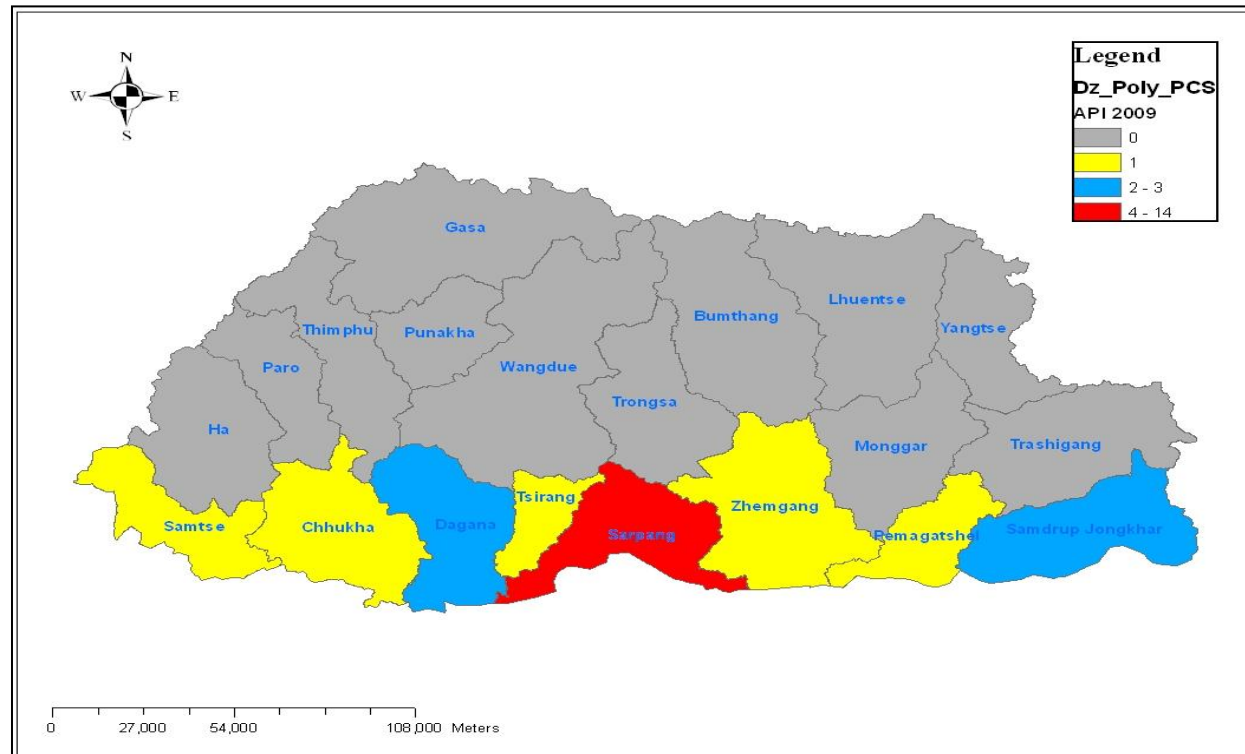 N
W E
S
Legend
Dz_Poly_PCS
API 2009
0
1
2 - 3
4 - 14
Gasa
Thimphu
Punakha
Paro
Wangdue
Ha
Trongsa
Bumthang
Lhuentse
Yangtse
Monggar
Trashigang
Samtse
Chhukha
Dagana
Tsirang
Sarpang
Zhemgang
Pemagatshel
Samdrup Jongkhar
0 27,000 54,000 108,000 Meters